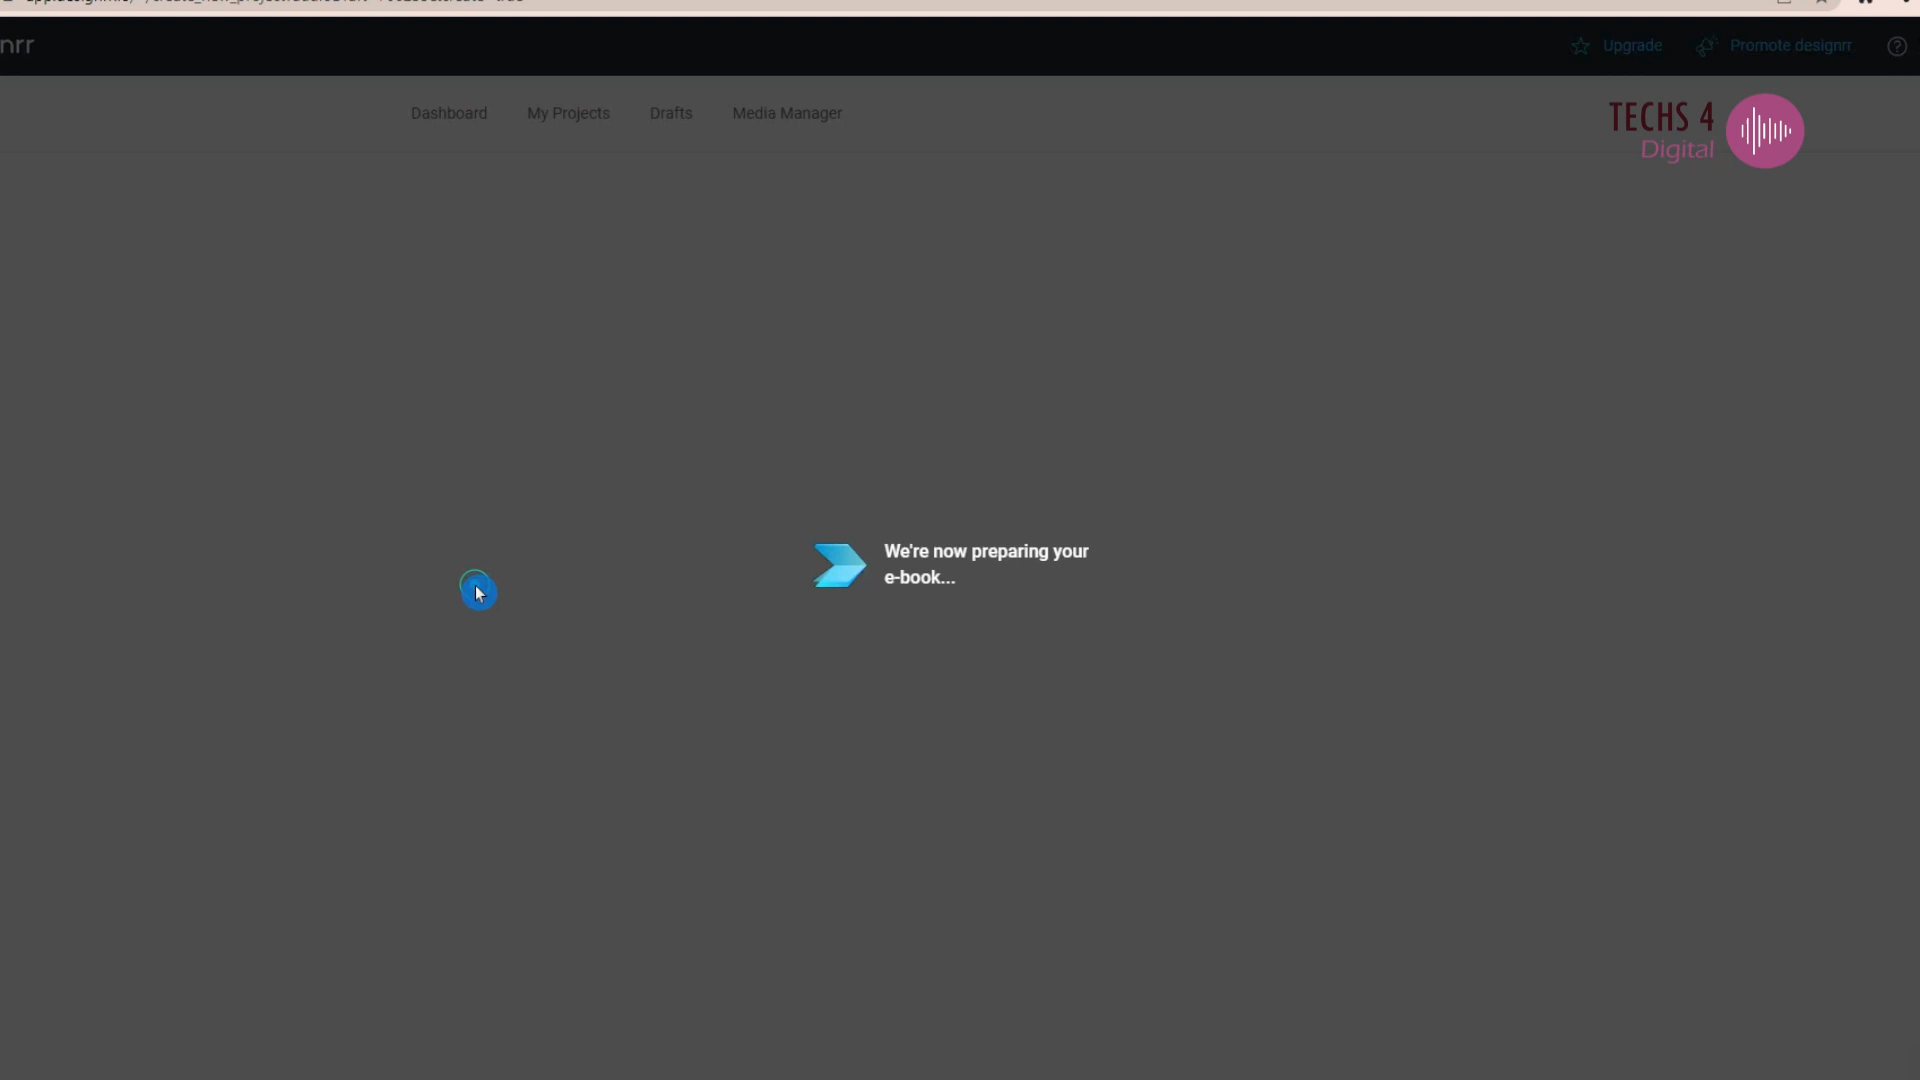 nrr
Upgrade
Promote designrr
Dashboard
My Projects
Drafts
Media Manager
TECHS 4
Digital
We're now preparing your
e-book...